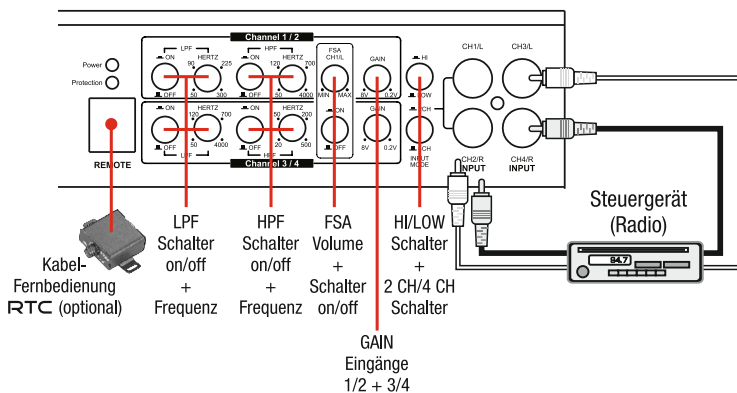 Channel 1 / 2
LPF
HPF
FSA
CH1/L
GAIN
HI
CH1/L
CH3/L
Power
Protection
ON
90
HERTZ
225
ON
120
HERTZ
700
OFF
50
300
OFF
50
4000
MIN
MAX
8V
0.2V
LOW
ON
HERTZ
120
700
ON
HERTZ
50
200
ON
GAIN
CH
OFF
50
4000
OFF
20
500
OFF
8V
0.2V
CH
LPF
HPF
INPUT
MODE
REMOTE
Channel 3 / 4
CH2/R
INPUT
CH4/R
INPUT
Steuergerät
(Radio)
94.7
Kabel-
Fernbedienung
RTC (optional)
LPF
Schalter
on/off
+
Frequenz
HPF
Schalter
on/off
+
Frequenz
FSA
Volume
+
Schalter
on/off
HI/LOW
Schalter
+
2 CH/4 CH
Schalter
GAIN
Eingänge
1/2 + 3/4